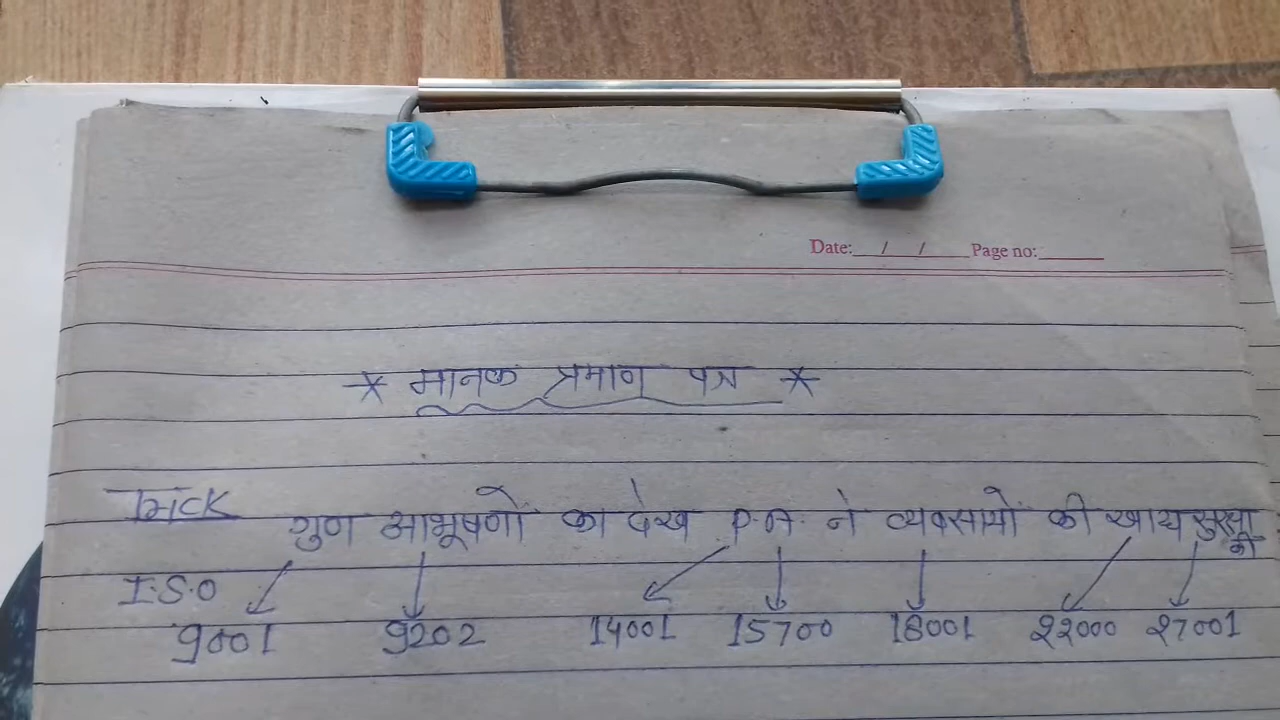 Date: / / Page no:
* मानक प्रमाण पत्र *
Trick गुण आभूषणों का देख P.A. ने व्यवसायों की खाद्य सुरक्षा की
I.S.O
9001 9202 14001 15700 18001 22000 27001